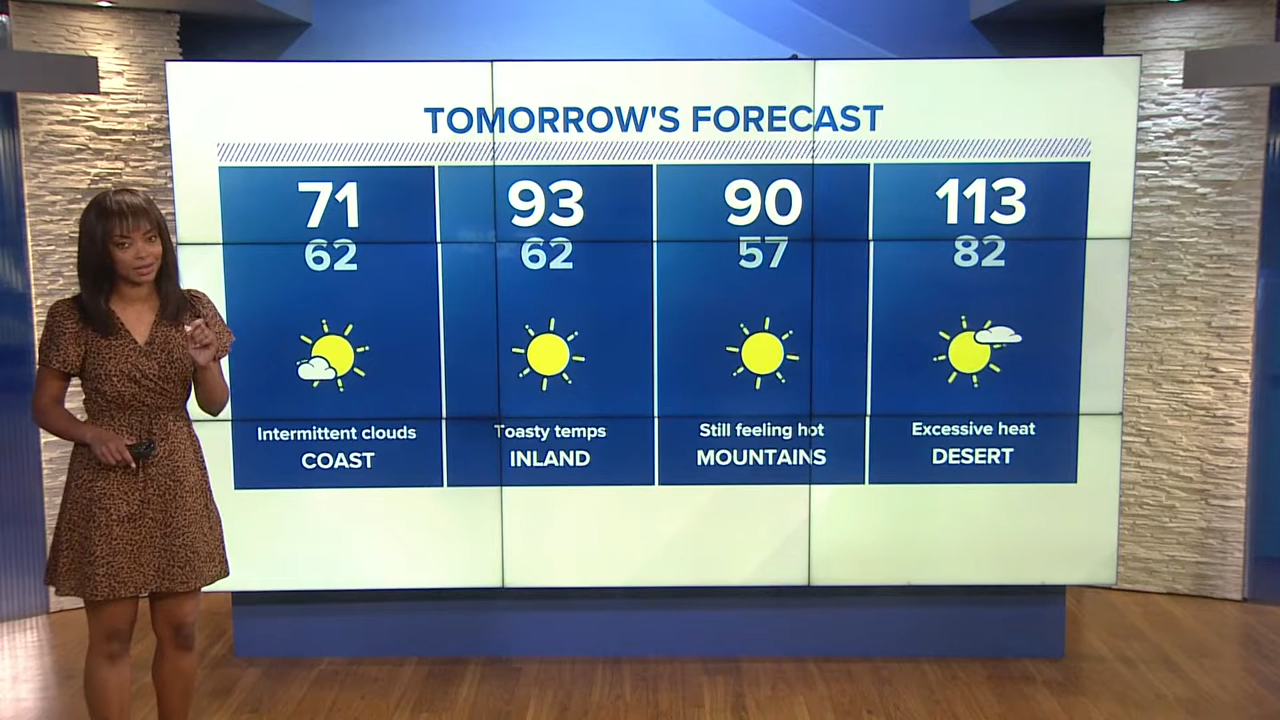 TOMORROW'S FORECAST
71
62
Intermittent clouds
COAST
93
62
Toasty temps
INLAND
90
57
Still feeling hot
MOUNTAINS
113
82
Excessive heat
DESERT